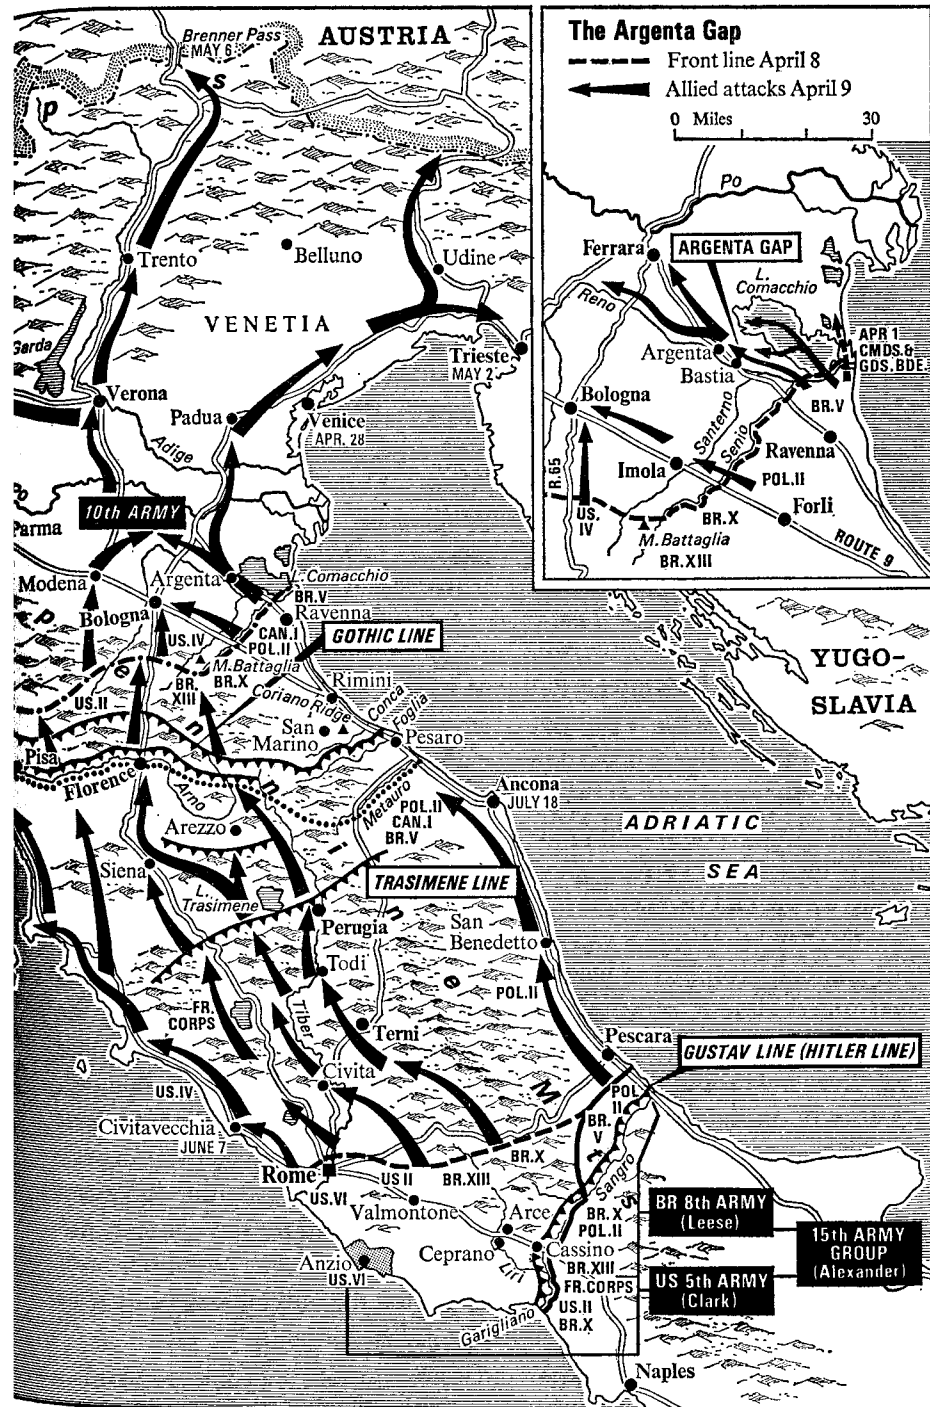 Brenner Pass
MAY 6
AUSTRIA
p
s
Trento
Belluno
Udine
VENETIA
Garda
Trieste
MAY 2
Verona
Padua
Venice
APR. 28
Adige
Po
Parma
10th ARMY
Modena
Argenta
L. Comacchio
BR.V
Ravenna
Bologna
US.IV
CAN.I
POL.II
GOTHIC LINE
p
e
n
n
i
n
e
M.Battaglia
BR.X
BR.
XIII
US.II
Coriano Ridge
Rimini
Conca
Foglia
San
Marino
Pesaro
Pisa
Florence
Arno
Metauro
Ancona
JULY 18
POL.II
CAN.I
BR.V
Arezzo
ADRIATIC
SEA
Siena
L.
Trasimene
TRASIMENE LINE
Perugia
San
Benedetto
Todi
POL.II
FR.
CORPS
Tiber
Terni
Pescara
GUSTAV LINE (HITLER LINE)
Civita
M
t
s
US.IV
POL
II
BR.
V
Civitavecchia
JUNE 7
Rome
US II
BR.XIII
BR.X
Sangro
US.VI
Valmontone
BR.X
POL.II
Arce
Ceprano
Cassino
Liri
BR.XIII
FR.CORPS
US.II
BR.X
Anzio
US.VI
Garigliano
Naples
BR 8th ARMY
(Leese)
US 5th ARMY
(Clark)
15th ARMY
GROUP
(Alexander)
YUGO-
SLAVIA
The Argenta Gap
Front line April 8
Allied attacks April 9
0 Miles 30
Po
Ferrara
ARGENTA GAP
L.
Comacchio
Reno
Argenta
Bastia
APR 1
CMDS.&
GDS.BDE.
BR.V
Bologna
Santerno
Senio
Ravenna
Imola
POL.II
R.65
US.
IV
BR.X
Forli
M.Battaglia
BR.XIII
ROUTE 9